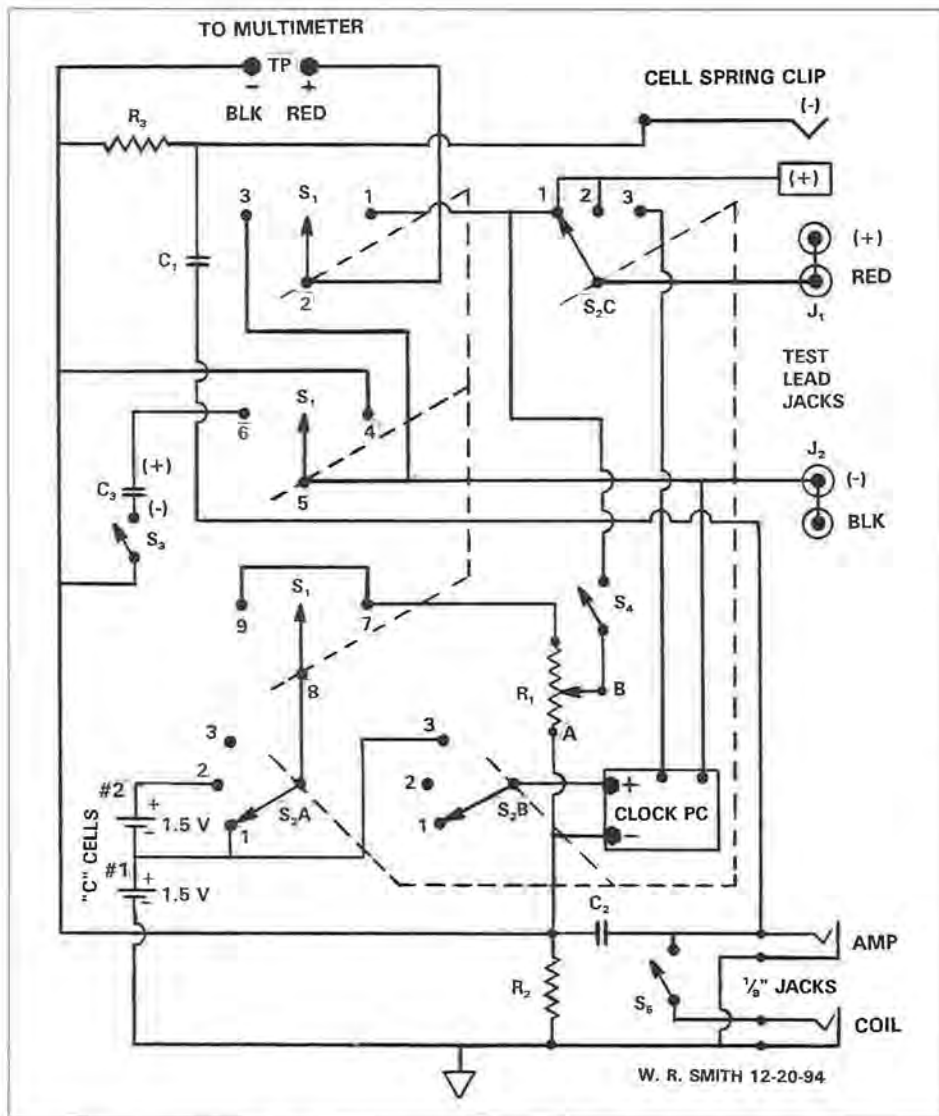 TO MULTIMETER
TP
- +
BLK RED
CELL SPRING CLIP
(-)
R₃
(+)
3 S₁ 1
1 2 3
(+)
C₁
2
S₂C
RED
J₁
TEST
LEAD
JACKS
S₁
6 4
(+)
C₃
(-)
5
J₂
(-)
S₃
BLK
S₁
9 7
S₄
8
R₁ B
A
3
3
2
#2
+
- 1.5 V
S₂A
1
2
S₂B
1
+
CLOCK PC
-
"C" CELLS
#1
+
- 1.5 V
C₂
AMP
R₂
S₅
⅛" JACKS
COIL
W. R. SMITH 12-20-94